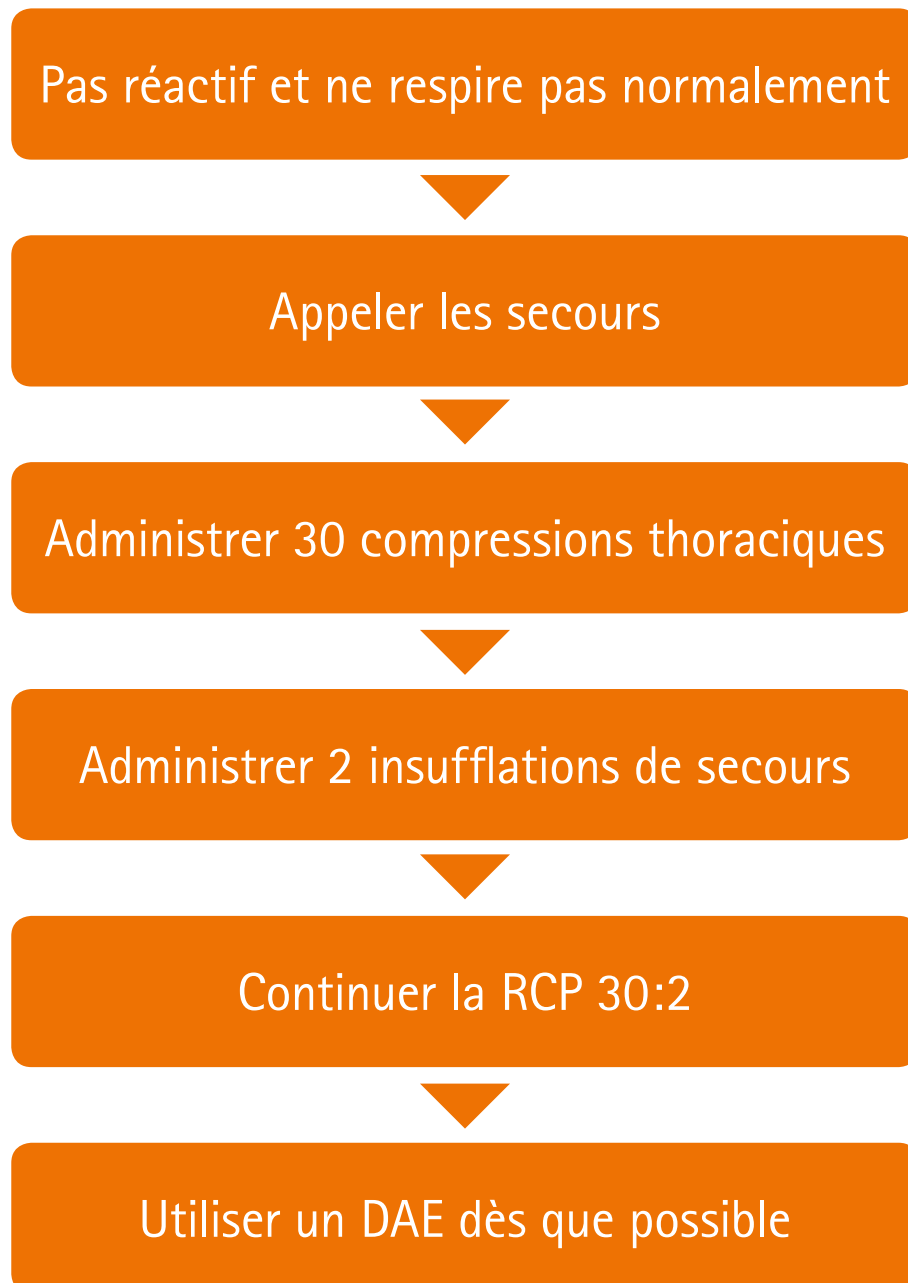 Pas réactif et ne respire pas normalement
Appeler les secours
Administrer 30 compressions thoraciques
Administrer 2 insufflations de secours
Continuer la RCP 30:2
Utiliser un DAE dès que possible